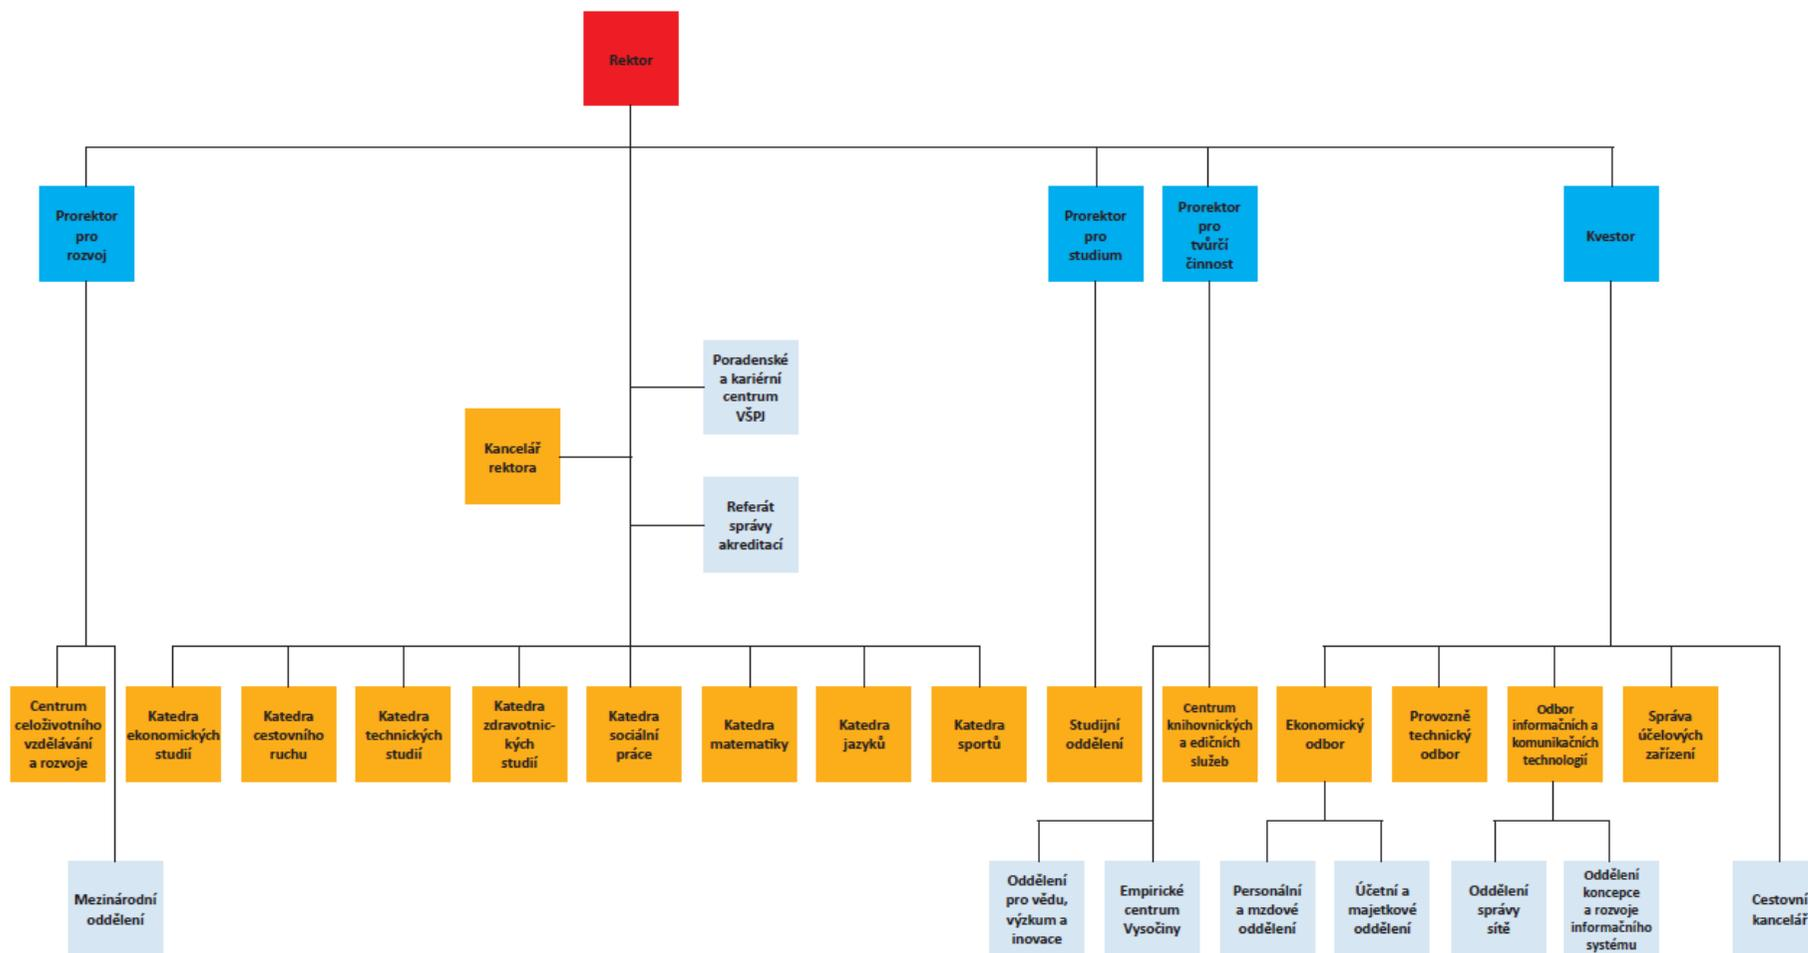 Rektor
Prorektor
pro
rozvoj
Prorektor
pro
studium
Prorektor
pro
tvůrčí
činnost
Kvestor
Poradenské
a kariérní
centrum
VŠPJ
Kancelář
rektora
Referát
správy
akreditací
Centrum
celoživotního
vzdělávání
a rozvoje
Katedra
ekonomických
studií
Katedra
cestovního
ruchu
Katedra
technických
studií
Katedra
zdravotnic-
kých
studií
Katedra
sociální
práce
Katedra
matematiky
Katedra
jazyků
Katedra
sportů
Studijní
oddělení
Centrum
knihovnických
a edičních
služeb
Ekonomický
odbor
Provozně
technický
odbor
Odbor
informačních a
komunikačních
technologií
Správa
účelových
zařízení
Mezinárodní
oddělení
Oddělení
pro vědu,
výzkum a
inovace
Empirické
centrum
Vysočiny
Personální
a mzdové
oddělení
Účetní a
majetkové
oddělení
Oddělení
správy
sítě
Oddělení
koncepce
a rozvoje
informačního
systému
Cestovní
kancelář